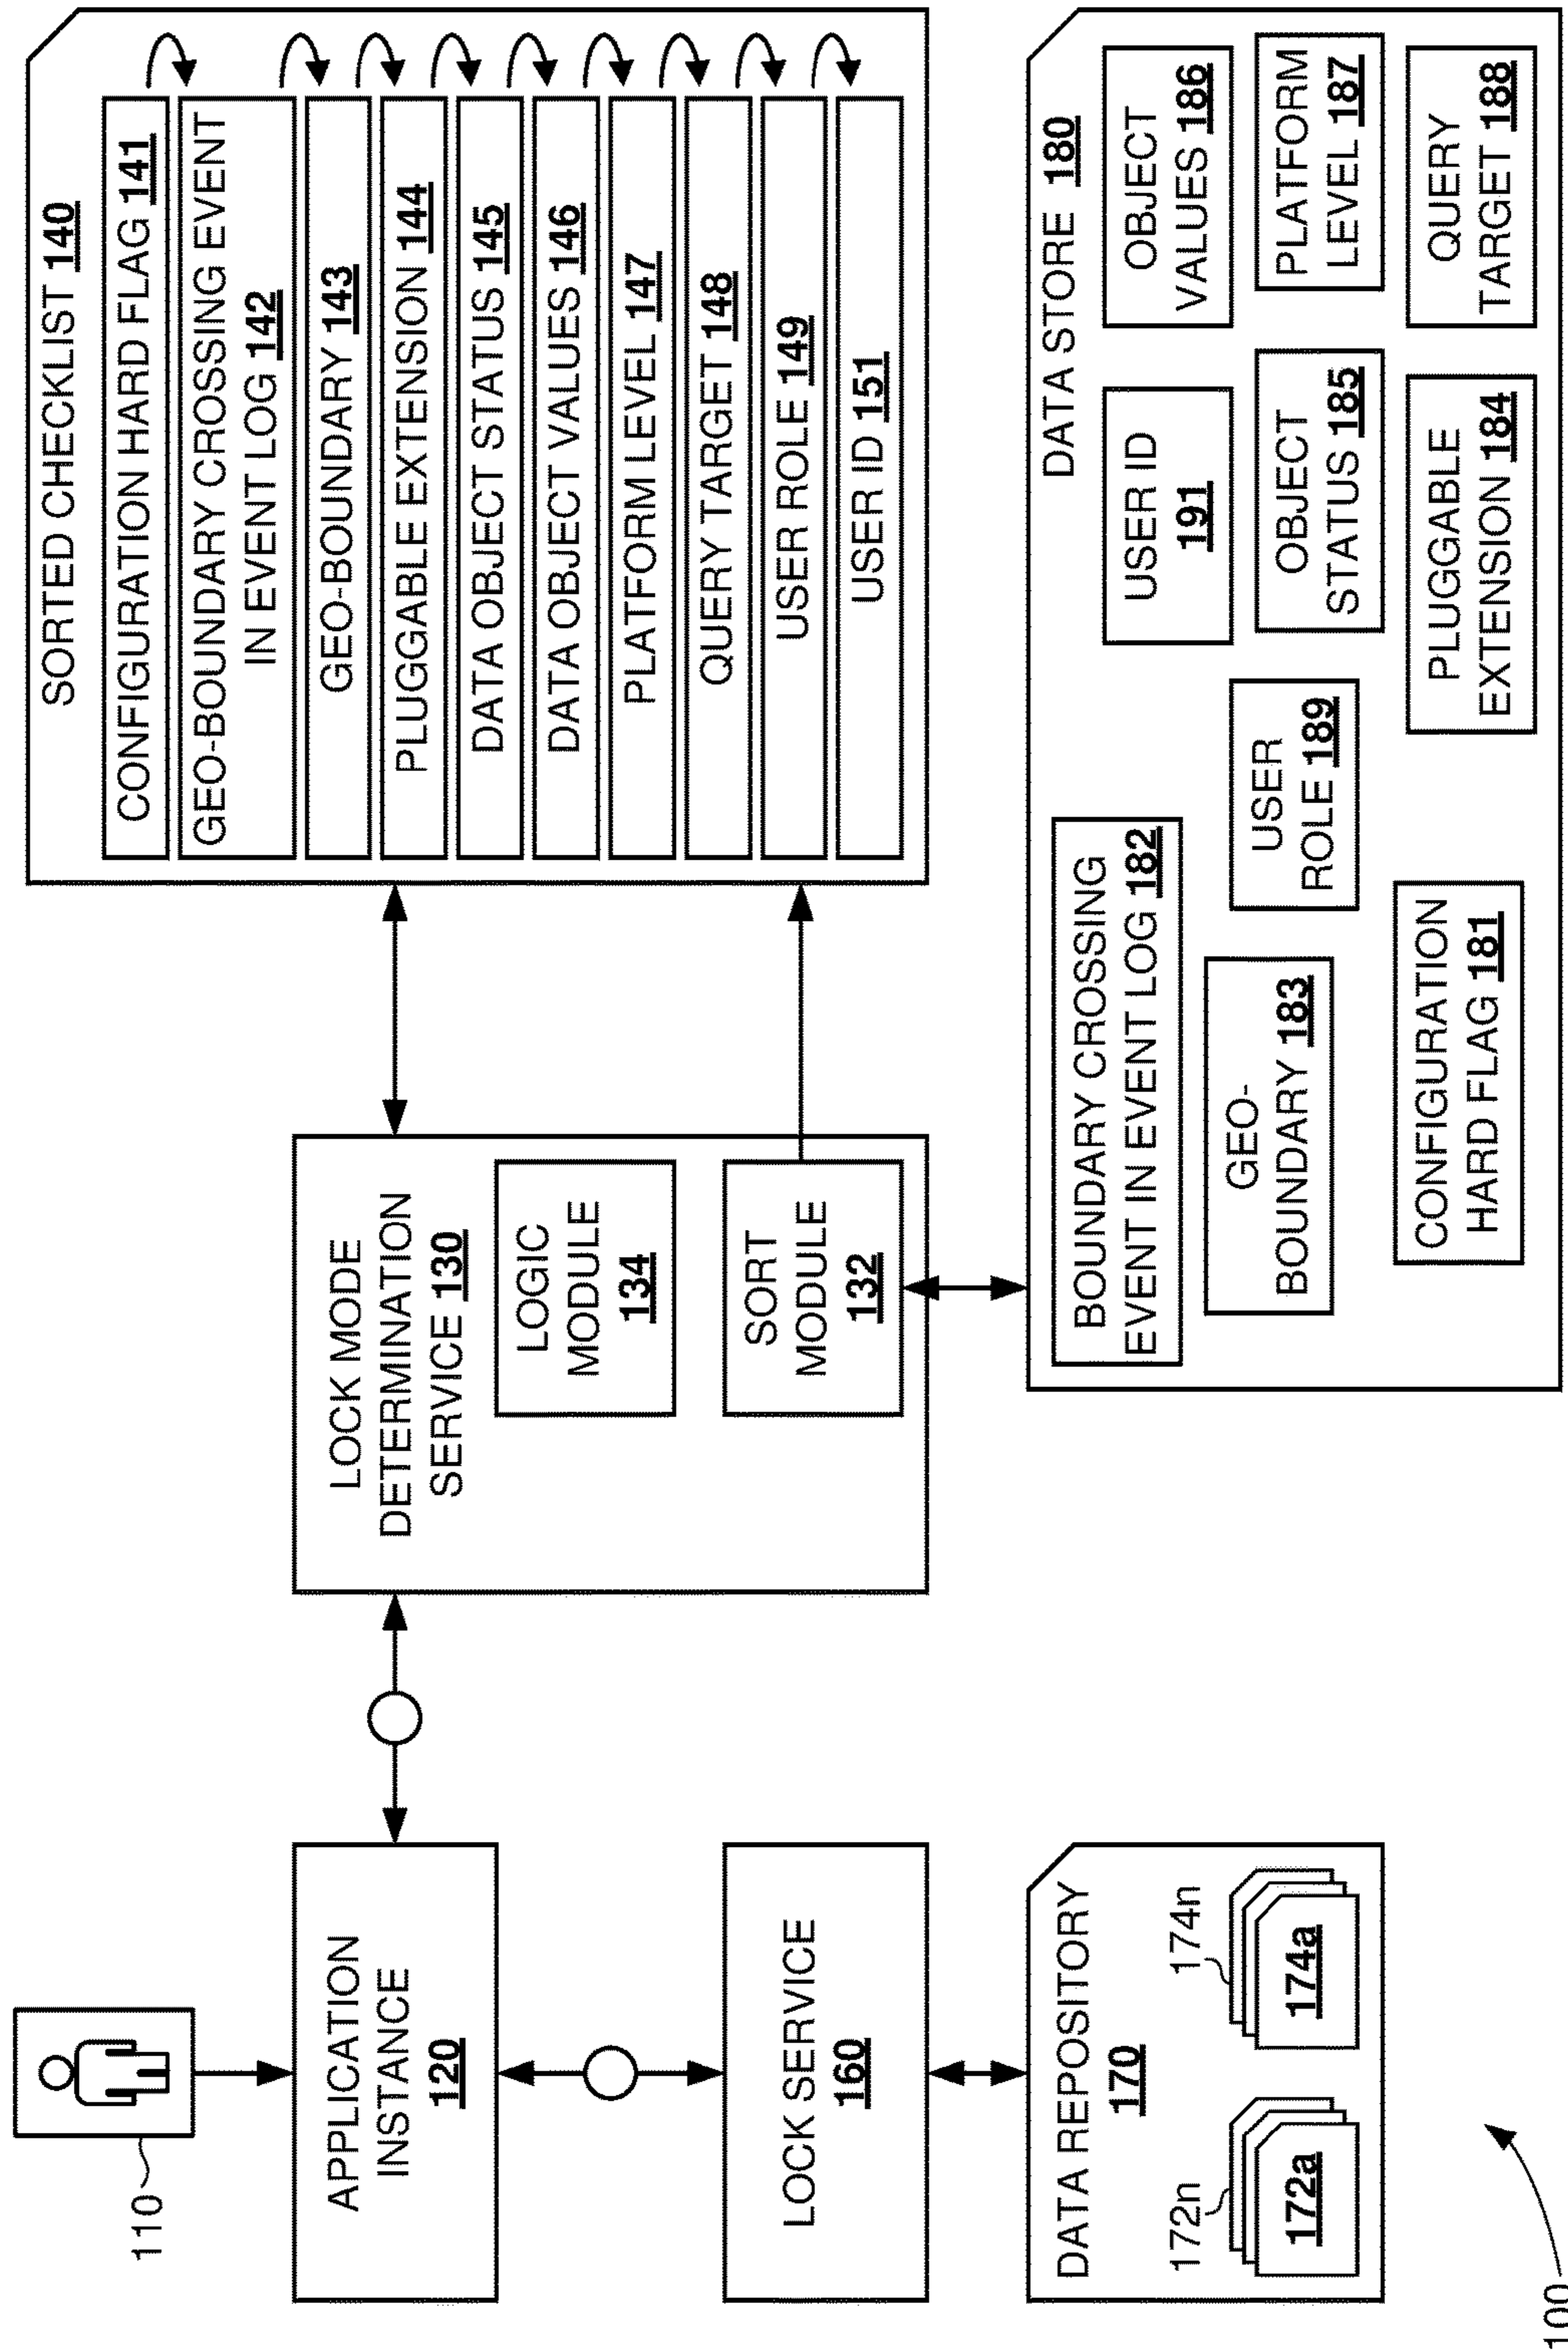 110
APPLICATION
INSTANCE
120
LOCK SERVICE
160
DATA REPOSITORY
170
172n
172a
174n
174a
100
LOCK MODE
DETERMINATION
SERVICE 130
LOGIC
MODULE
134
SORT
MODULE
132
SORTED CHECKLIST 140
CONFIGURATION HARD FLAG 141
GEO-BOUNDARY CROSSING EVENT
IN EVENT LOG 142
GEO-BOUNDARY 143
PLUGGABLE EXTENSION 144
DATA OBJECT STATUS 145
DATA OBJECT VALUES 146
PLATFORM LEVEL 147
QUERY TARGET 148
USER ROLE 149
USER ID 151
DATA STORE 180
BOUNDARY CROSSING
EVENT IN EVENT LOG 182
USER ID
191
OBJECT
VALUES 186
GEO-
BOUNDARY 183
USER
ROLE 189
OBJECT
STATUS 185
PLATFORM
LEVEL 187
CONFIGURATION
HARD FLAG 181
PLUGGABLE
EXTENSION 184
QUERY
TARGET 188